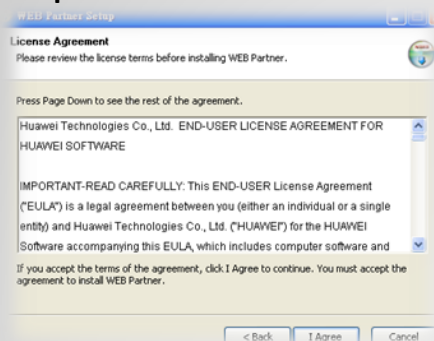 WEB Partner Setup
License Agreement
Please review the license terms before installing WEB Partner.
Press Page Down to see the rest of the agreement.
Huawei Technologies Co., Ltd.  END-USER LICENSE AGREEMENT FOR
HUAWEI SOFTWARE
IMPORTANT-READ CAREFULLY: This END-USER License Agreement
("EULA") is a legal agreement between you (either an individual or a single
entity) and Huawei Technologies Co., Ltd. ("HUAWEI") for the HUAWEI
Software accompanying this EULA, which includes computer software and
If you accept the terms of the agreement, click I Agree to continue. You must accept the
agreement to install WEB Partner.
< Back
I Agree
Cancel